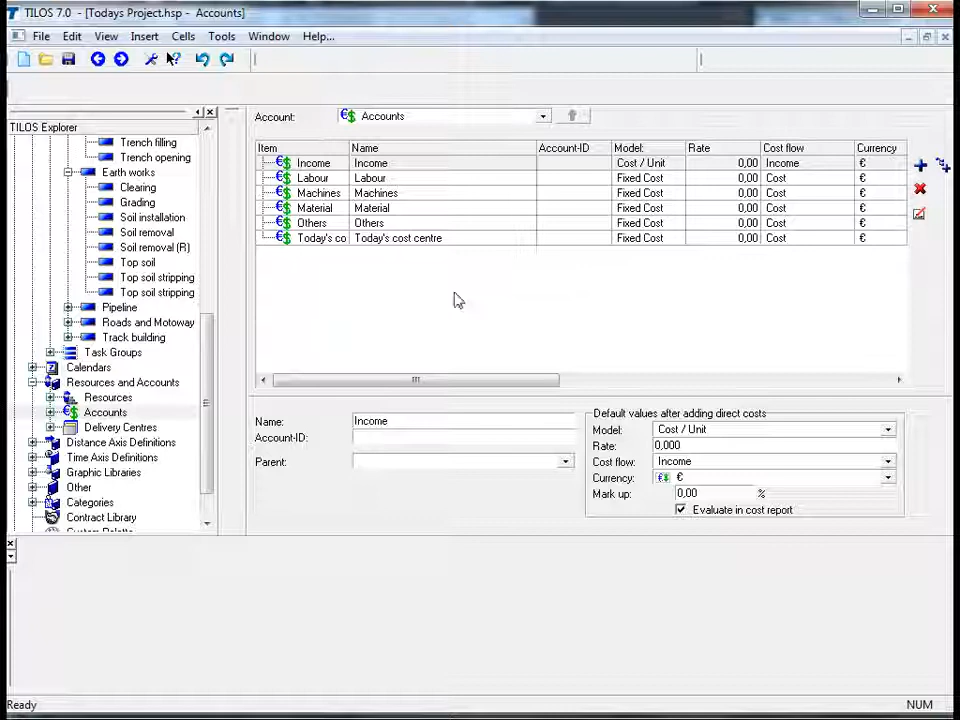 TILOS 7.0 - [Todays Project.hsp - Accounts]
File Edit View Insert Cells Tools Window Help...
TILOS Explorer
Trench filling
Trench opening
Earth works
Clearing
Grading
Soil installation
Soil removal
Soil removal (R)
Top soil
Top soil stripping
Top soil stripping
Pipeline
Roads and Motoway
Track building
Task Groups
Calendars
Resources and Accounts
Resources
Accounts
Delivery Centres
Distance Axis Definitions
Time Axis Definitions
Graphic Libraries
Other
Categories
Contract Library
Account: Accounts
Item Name Account-ID Model: Rate Cost flow Currency
Income Income Cost / Unit 0,00 Income €
Labour Labour Fixed Cost 0,00 Cost €
Machines Machines Fixed Cost 0,00 Cost €
Material Material Fixed Cost 0,00 Cost €
Others Others Fixed Cost 0,00 Cost €
Today's co Today's cost centre Fixed Cost 0,00 Cost €
Name: Income
Account-ID:
Parent:
Default values after adding direct costs
Model: Cost / Unit
Rate: 0,000
Cost flow: Income
Currency: €
Mark up: 0,00 %
Evaluate in cost report
Ready NUM